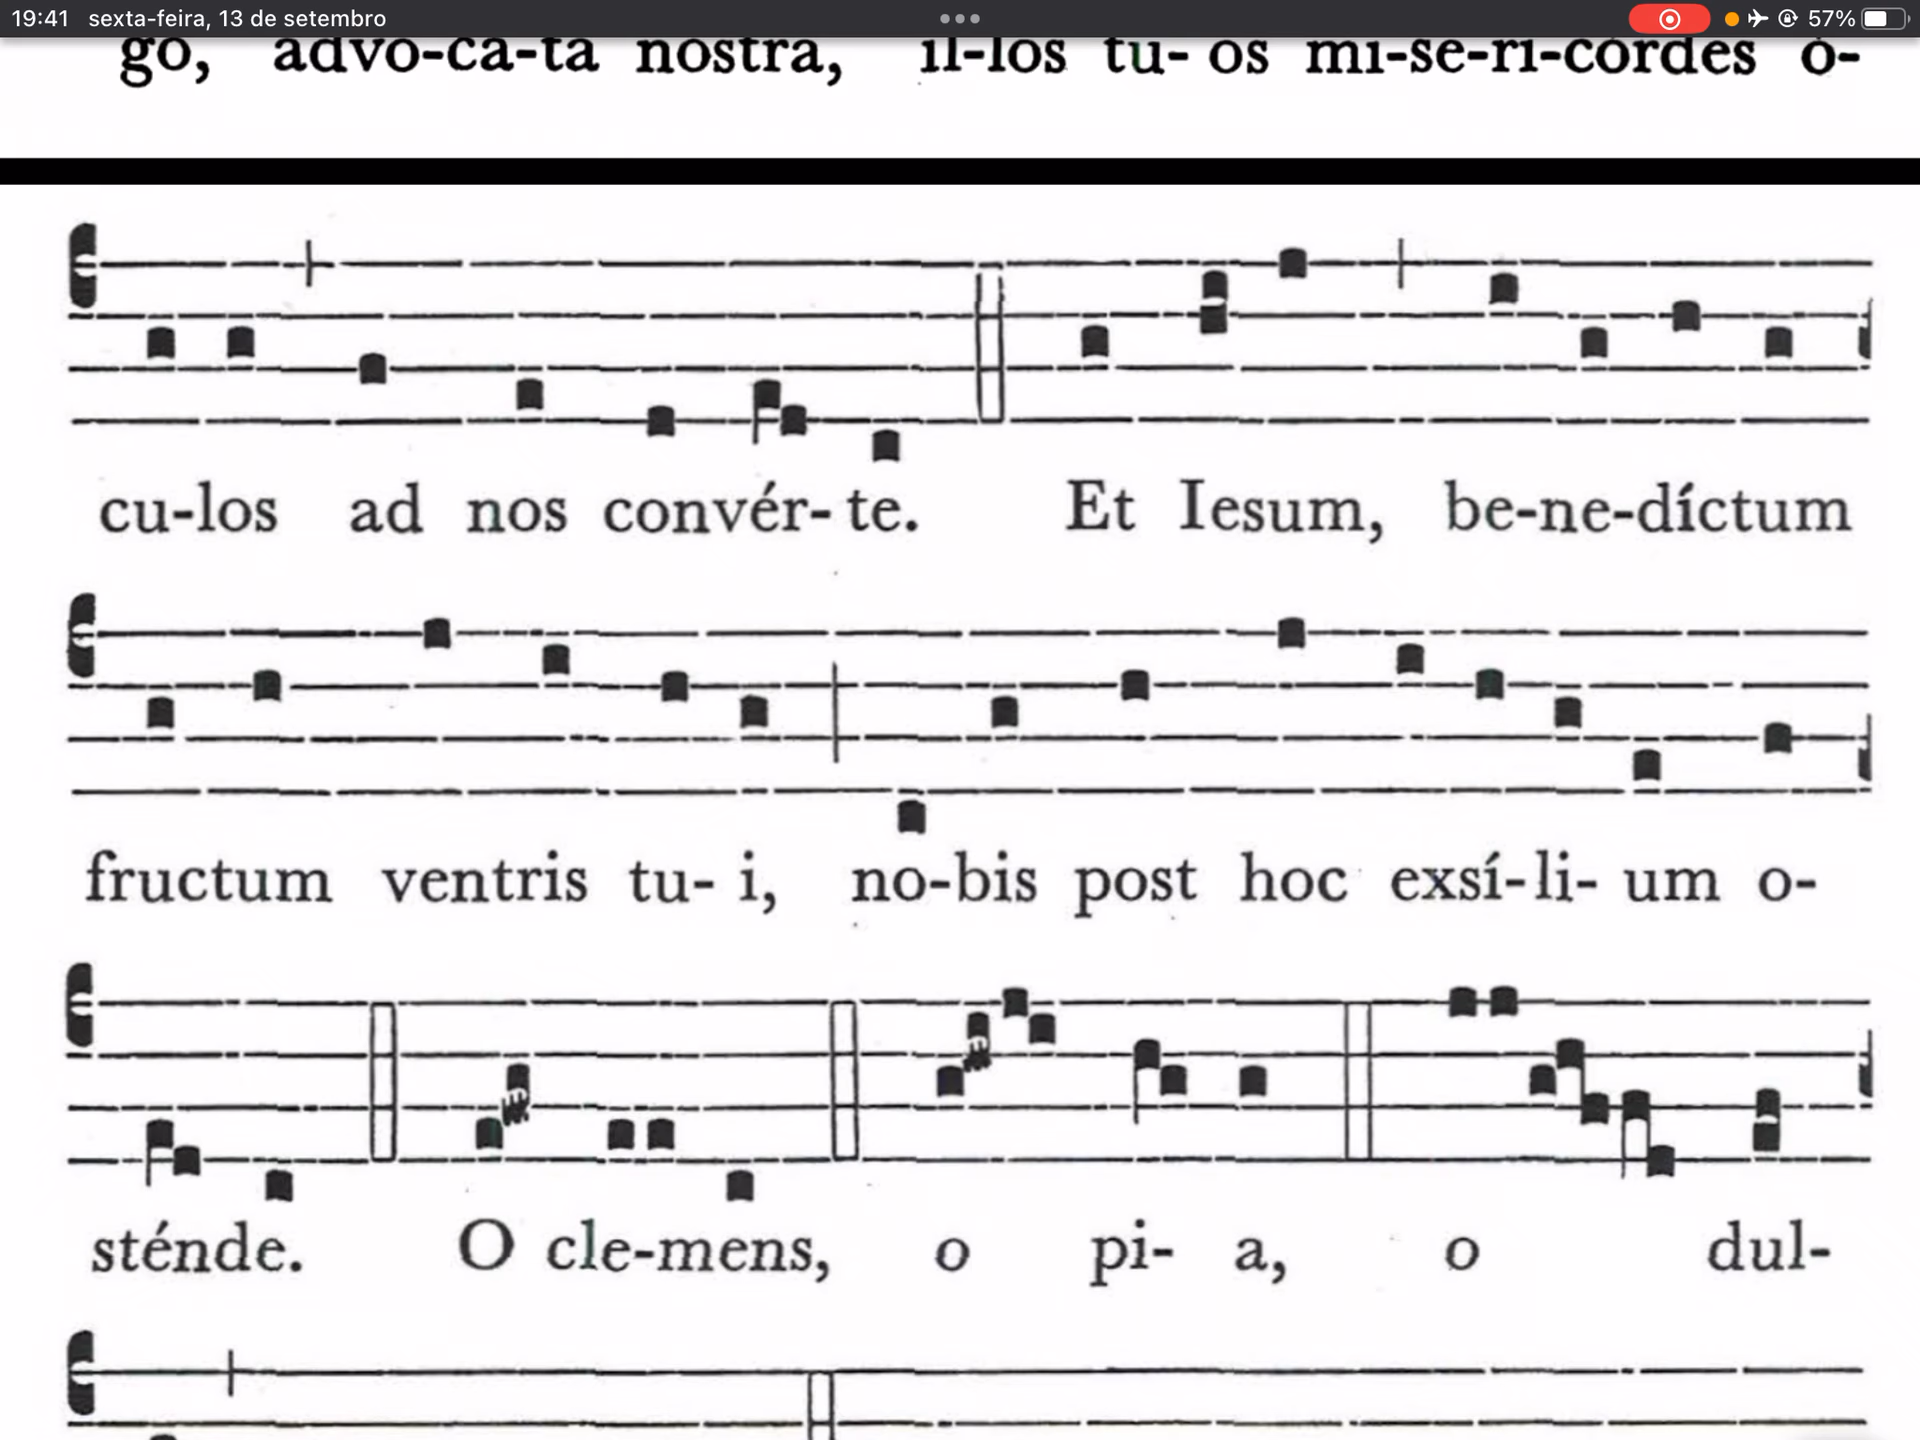 19:41 sexta-feira, 13 de setembro 57%
go, advo-ca-ta nostra, il-los tu- os mi-se-ri-córdes ó-
cu-los ad nos convér- te. Et Iesum, be-ne-díctum
fructum ventris tu- i, no-bis post hoc exsí-li- um o-
sténde. O cle-mens, o pi- a, o dul-